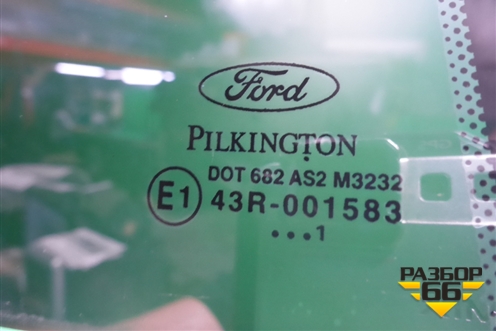 Ford
PILKINGTON
DOT 682 AS2 M3232
E1 43R-001583
•••1
РАЗБОР
66